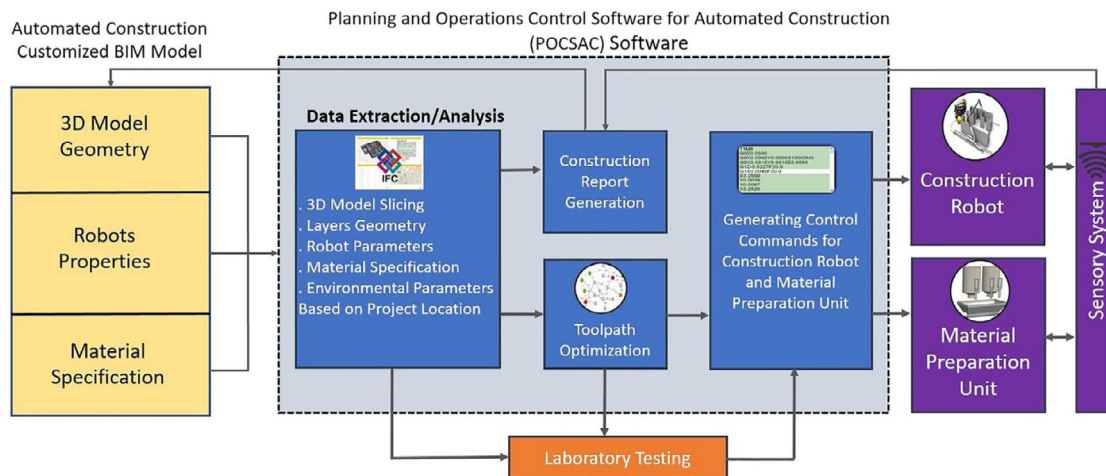 Planning and Operations Control Software for Automated Construction
(POCSAC) Software
Automated Construction
Customized BIM Model
3D Model
Geometry
Robots
Properties
Material
Specification
Data Extraction/Analysis
IFC
. 3D Model Slicing
. Layers Geometry
. Robot Parameters
. Material Specification
. Environmental Parameters
Based on Project Location
Construction
Report
Generation
Toolpath
Optimization
Generating Control
Commands for
Construction Robot
and Material
Preparation Unit
Construction
Robot
Material
Preparation
Unit
Sensory System
Laboratory Testing